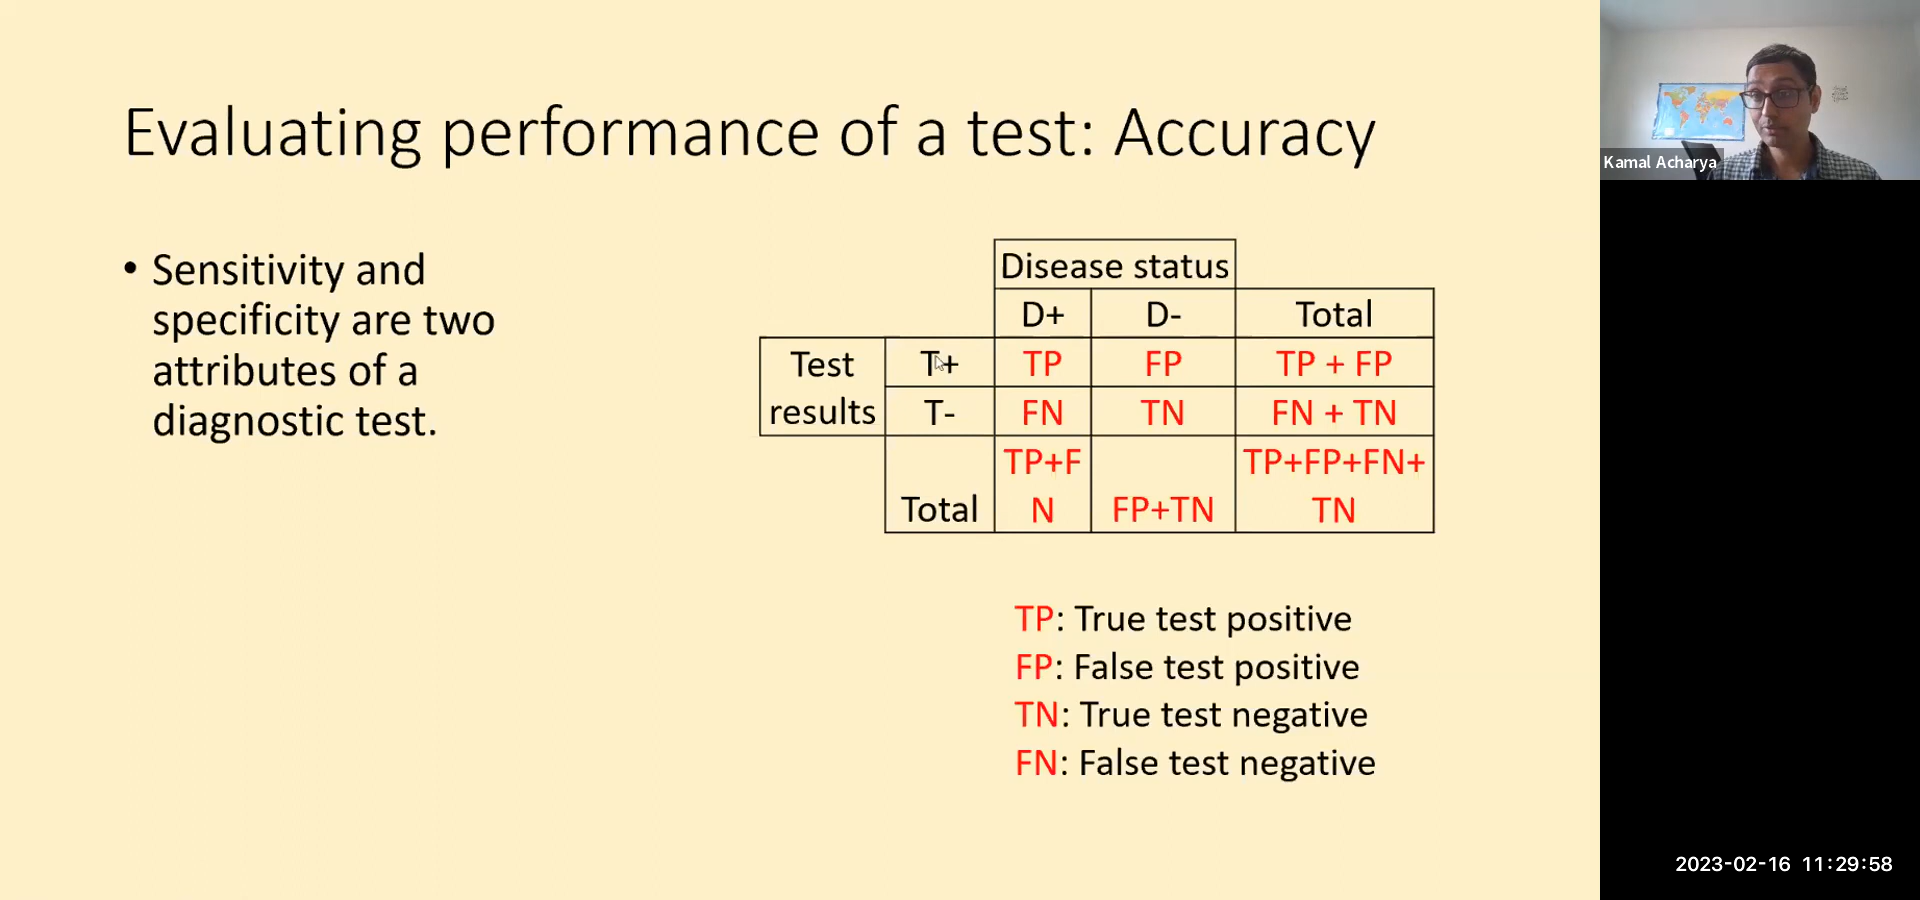 Evaluating performance of a test: Accuracy
Kamal Acharya
• Sensitivity and
specificity are two
attributes of a
diagnostic test.
Disease status
D+ D- Total
Test results
T+ TP FP TP + FP
T- FN TN FN + TN
Total TP+F
N FP+TN TP+FP+FN+
TN
TP: True test positive
FP: False test positive
TN: True test negative
FN: False test negative
2023-02-16 11:29:58